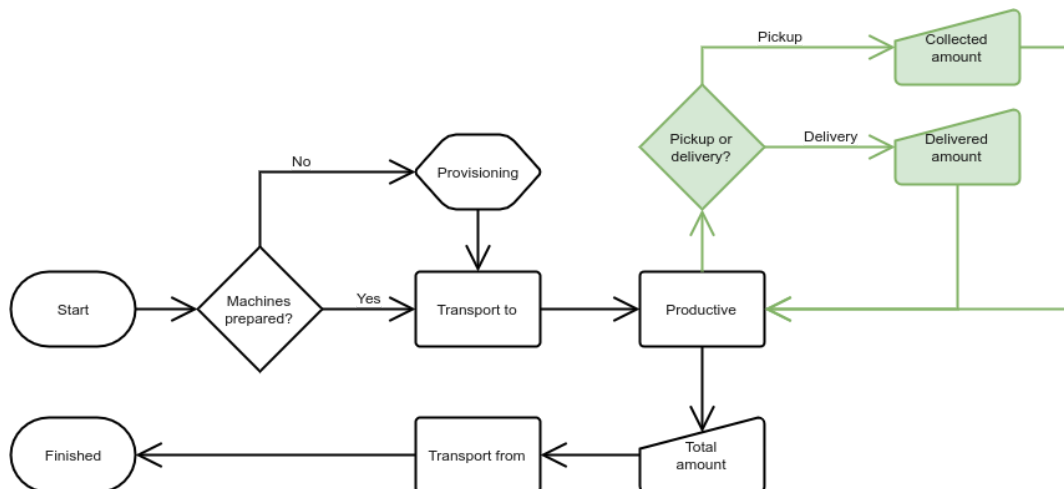 Pickup
Collected
amount
Pickup or
delivery?
Delivery
Delivered
amount
No
Provisioning
Start
Machines
prepared?
Yes
Transport to
Productive
Finished
Transport from
Total
amount